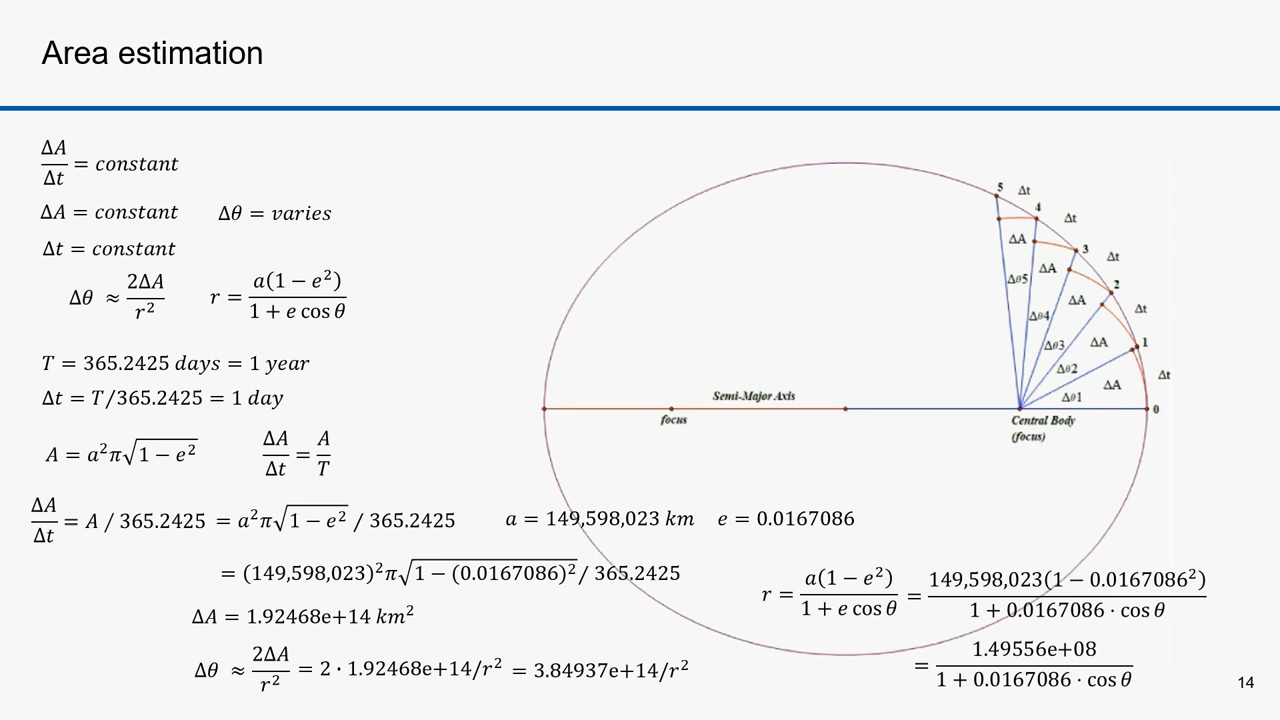 Area estimation
ΔA/Δt = constant
ΔA = constant Δθ = varies
Δt = constant
Δθ ≈ 2ΔA/r² r = a(1 − e²)/(1 + e cos θ)
T = 365.2425 days = 1 year
Δt = T/365.2425 = 1 day
A = a²π√(1 − e²) ΔA/Δt = A/T
ΔA/Δt = A / 365.2425 = a²π√(1 − e²) / 365.2425 a = 149,598,023 km e = 0.0167086
= (149,598,023)²π√(1 − (0.0167086)²)/ 365.2425
ΔA = 1.92468e+14 km²
Δθ ≈ 2ΔA/r² = 2 · 1.92468e+14/r² = 3.84937e+14/r²
r = a(1 − e²)/(1 + e cos θ) = 149,598,023(1 − 0.0167086²)/(1 + 0.0167086 · cos θ)
= 1.49556e+08/(1 + 0.0167086 · cos θ)
5 Δt
4 Δt
3 Δt
2 Δt
1 Δt
0
ΔA
ΔA
ΔA
ΔA
ΔA
Δθ5
Δθ4
Δθ3
Δθ2
Δθ1
Semi-Major Axis
focus
Central Body
(focus)
14